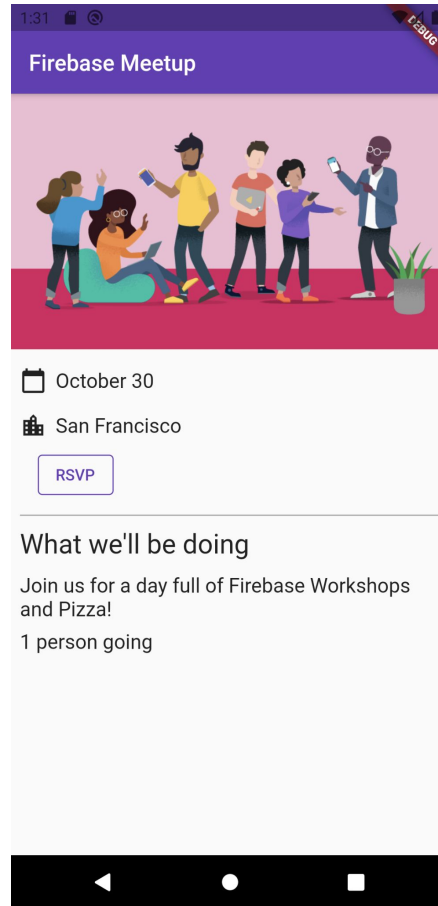 1:31
DEBUG
Firebase Meetup
October 30
San Francisco
RSVP
What we'll be doing
Join us for a day full of Firebase Workshops
and Pizza!
1 person going